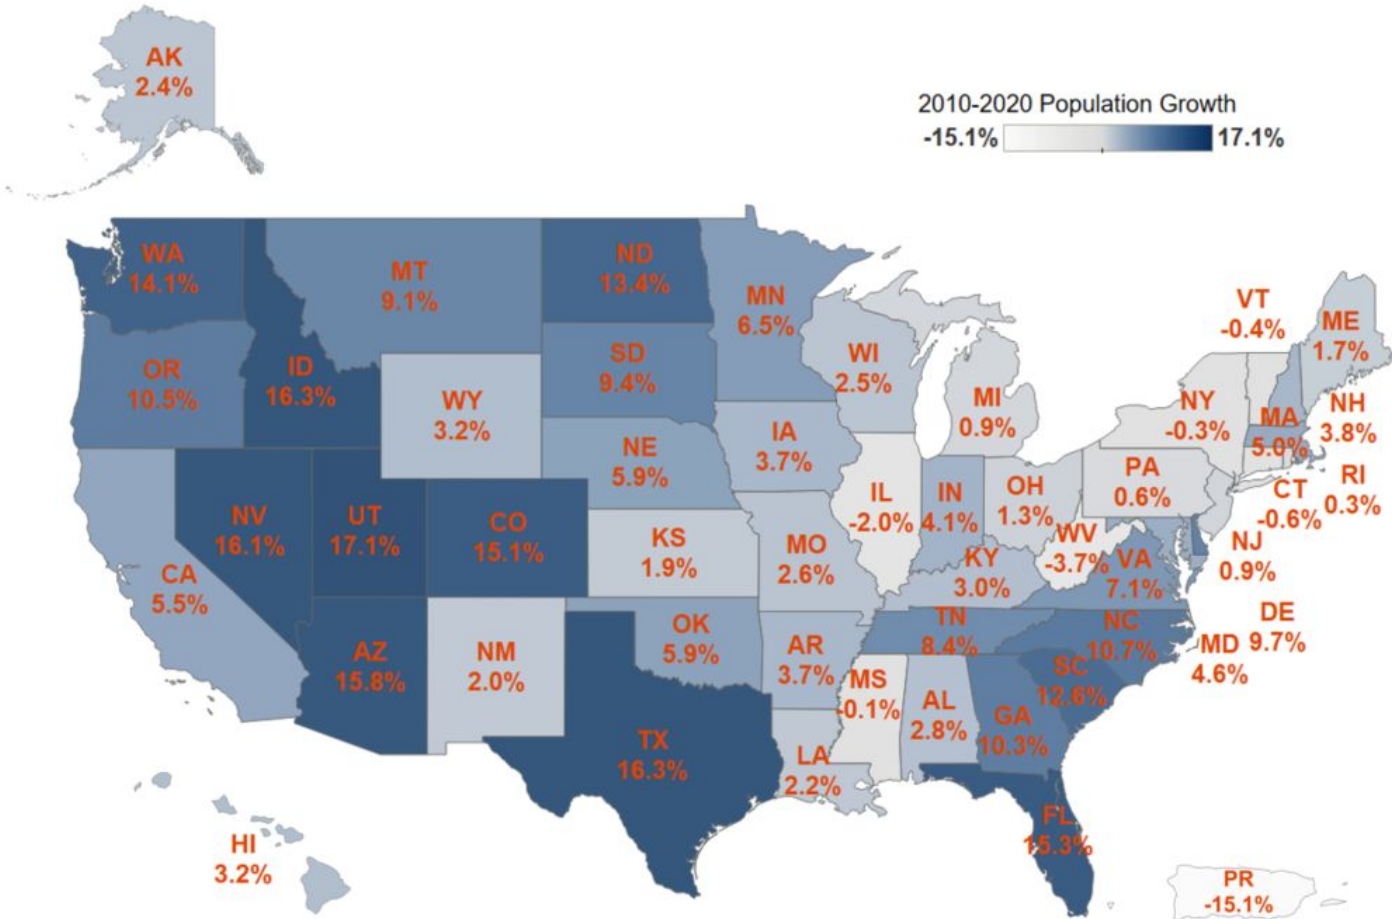 AK
2.4%
2010-2020 Population Growth
-15.1% 17.1%
WA
14.1%
MT
9.1%
ND
13.4%
MN
6.5%
VT
-0.4%
ME
1.7%
OR
10.5%
ID
16.3%
WY
3.2%
SD
9.4%
WI
2.5%
MI
0.9%
NY
-0.3%
MA
5.0%
NH
3.8%
NE
5.9%
IA
3.7%
IL
-2.0%
IN
4.1%
OH
1.3%
PA
0.6%
CT
-0.6%
RI
0.3%
NV
16.1%
UT
17.1%
CO
15.1%
KS
1.9%
MO
2.6%
KY
3.0%
WV
-3.7%
VA
7.1%
NJ
0.9%
CA
5.5%
AZ
15.8%
NM
2.0%
OK
5.9%
AR
3.7%
TN
8.4%
NC
10.7%
DE
9.7%
MD
4.6%
MS
-0.1%
AL
2.8%
GA
10.3%
SC
12.6%
TX
16.3%
LA
2.2%
FL
15.3%
HI
3.2%
PR
-15.1%